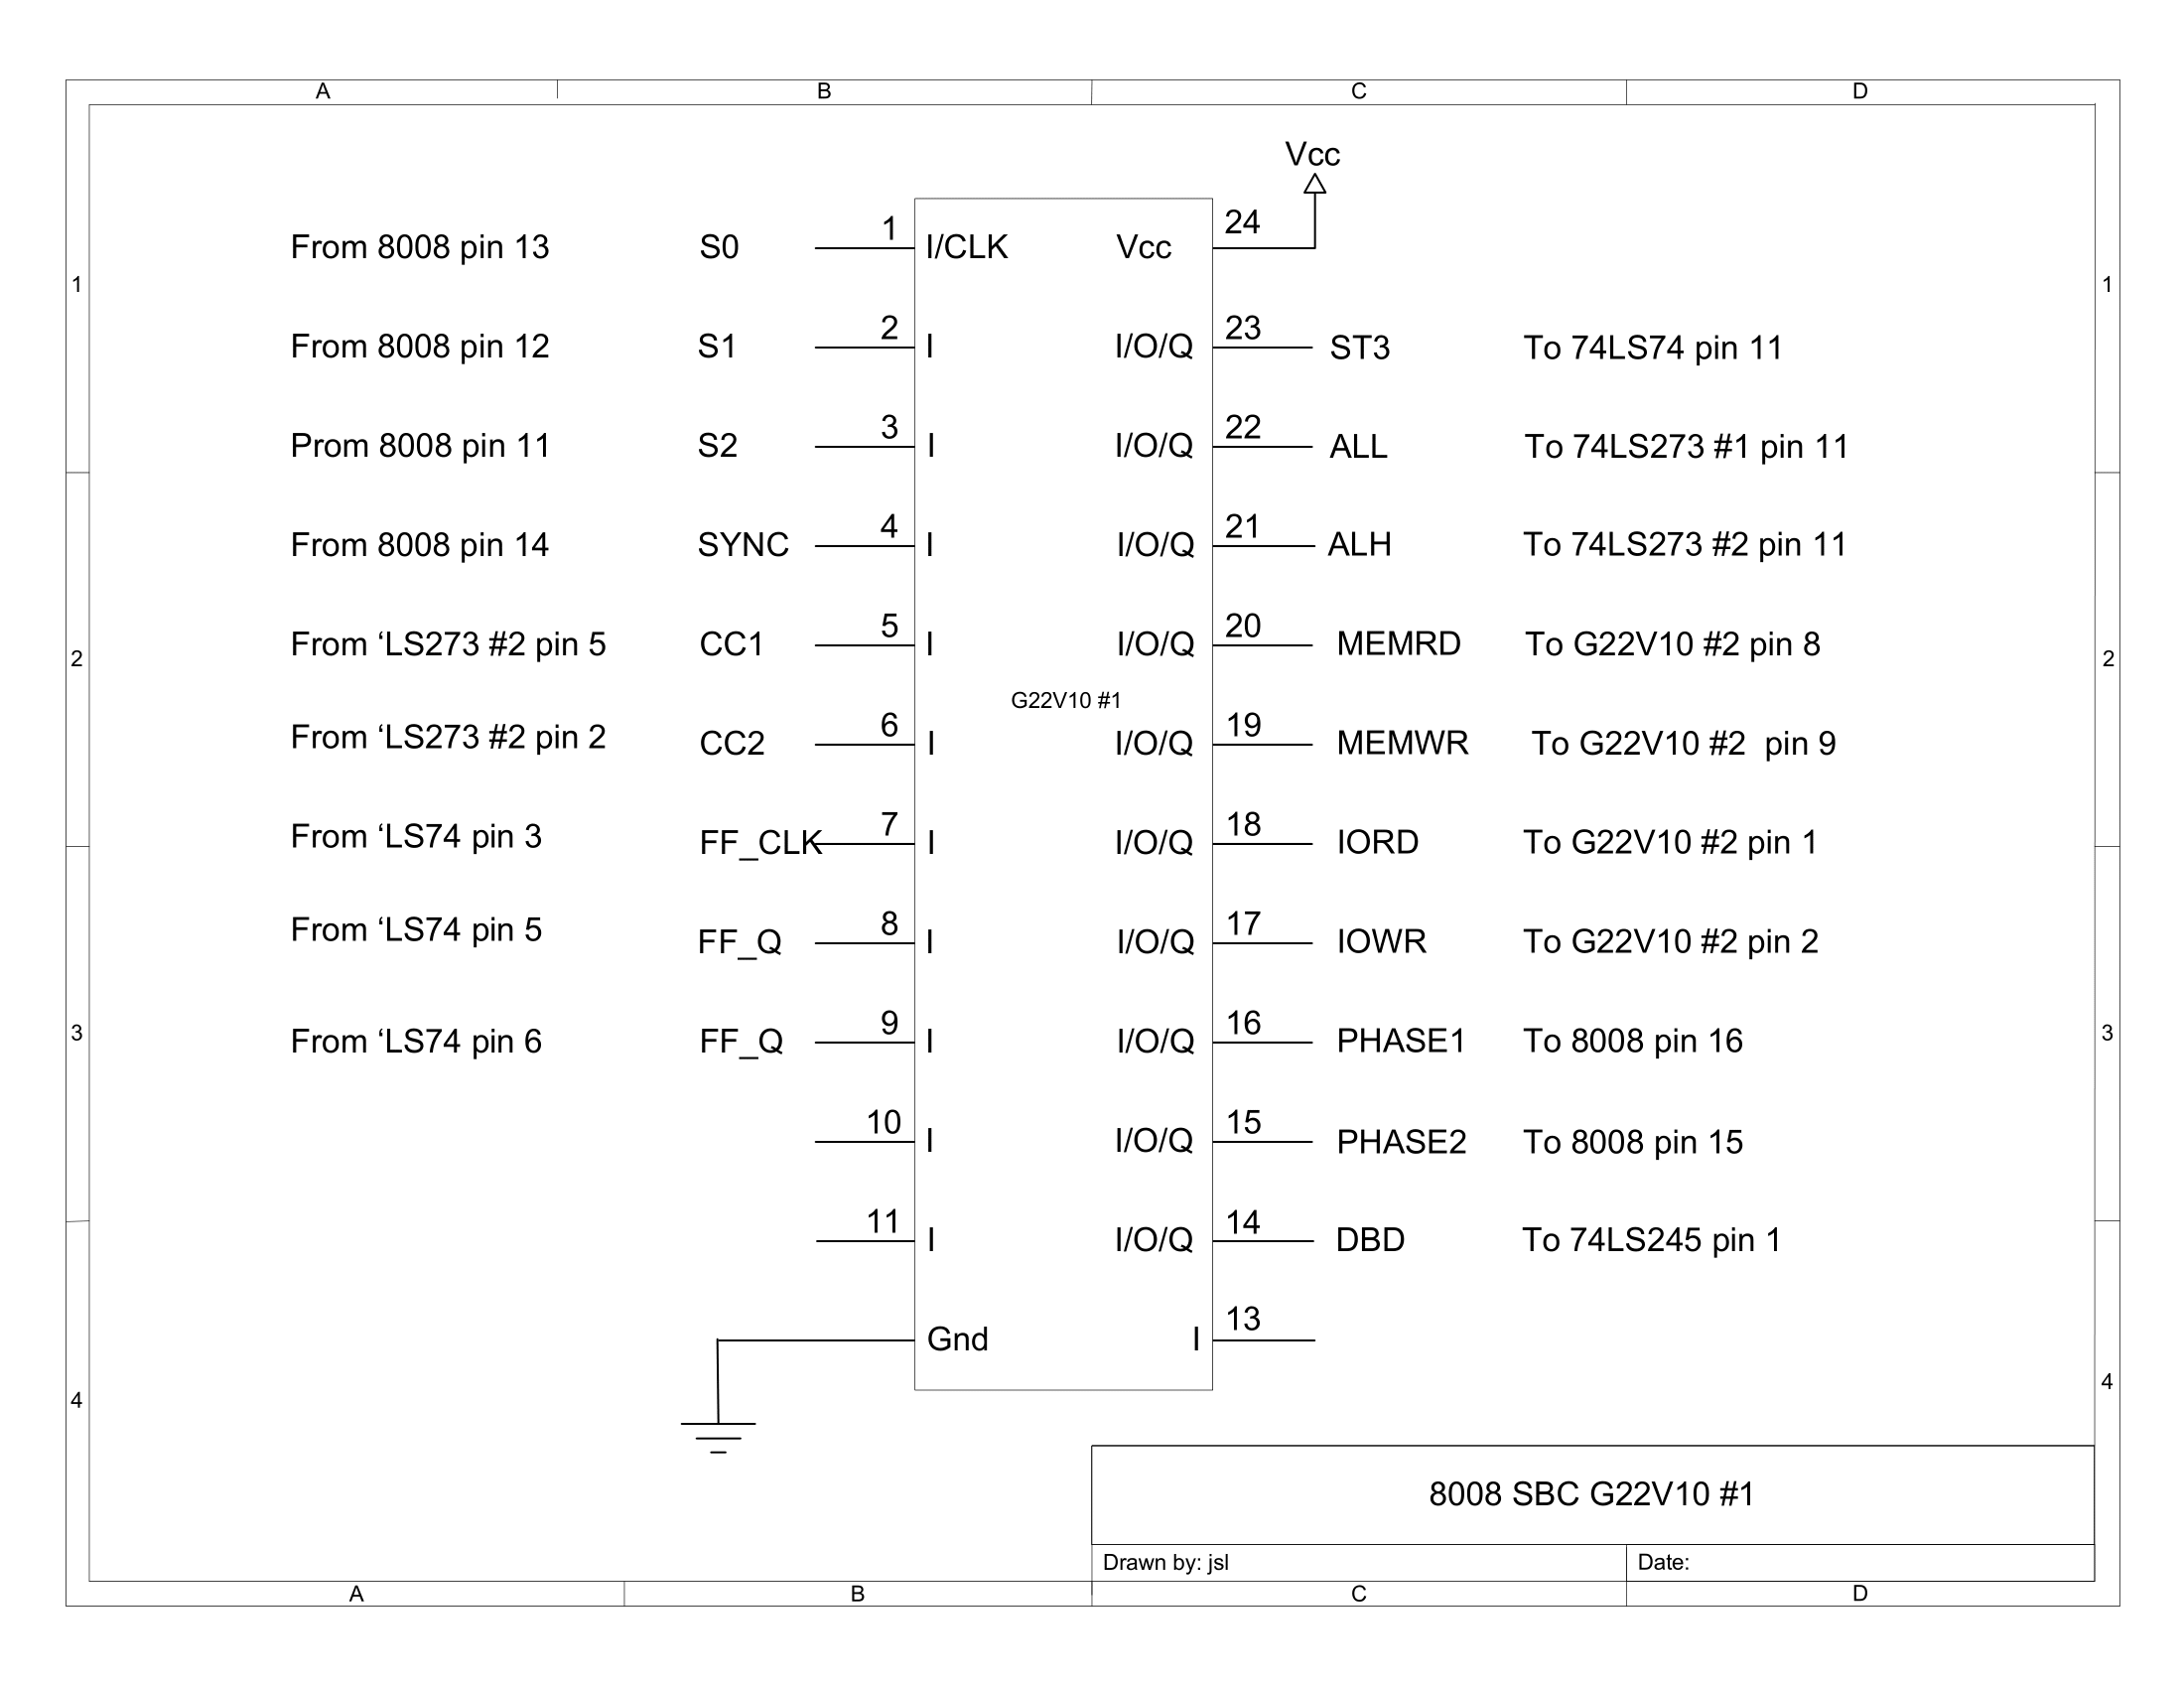 A B C D
Vcc
From 8008 pin 13 S0 1 I/CLK Vcc 24
1 1
From 8008 pin 12 S1 2 I I/O/Q 23 ST3 To 74LS74 pin 11
Prom 8008 pin 11 S2 3 I I/O/Q 22 ALL To 74LS273 #1 pin 11
From 8008 pin 14 SYNC 4 I I/O/Q 21 ALH To 74LS273 #2 pin 11
From ‘LS273 #2 pin 5 CC1 5 I I/O/Q 20 MEMRD To G22V10 #2 pin 8
2 2
G22V10 #1
From ‘LS273 #2 pin 2 CC2 6 I I/O/Q 19 MEMWR To G22V10 #2 pin 9
From ‘LS74 pin 3 FF_CLK 7 I I/O/Q 18 IORD To G22V10 #2 pin 1
From ‘LS74 pin 5 FF_Q 8 I I/O/Q 17 IOWR To G22V10 #2 pin 2
3 3
From ‘LS74 pin 6 FF_Q 9 I I/O/Q 16 PHASE1 To 8008 pin 16
10 I I/O/Q 15 PHASE2 To 8008 pin 15
11 I I/O/Q 14 DBD To 74LS245 pin 1
Gnd I 13
4 4
8008 SBC G22V10 #1
Drawn by: jsl Date:
A B C D